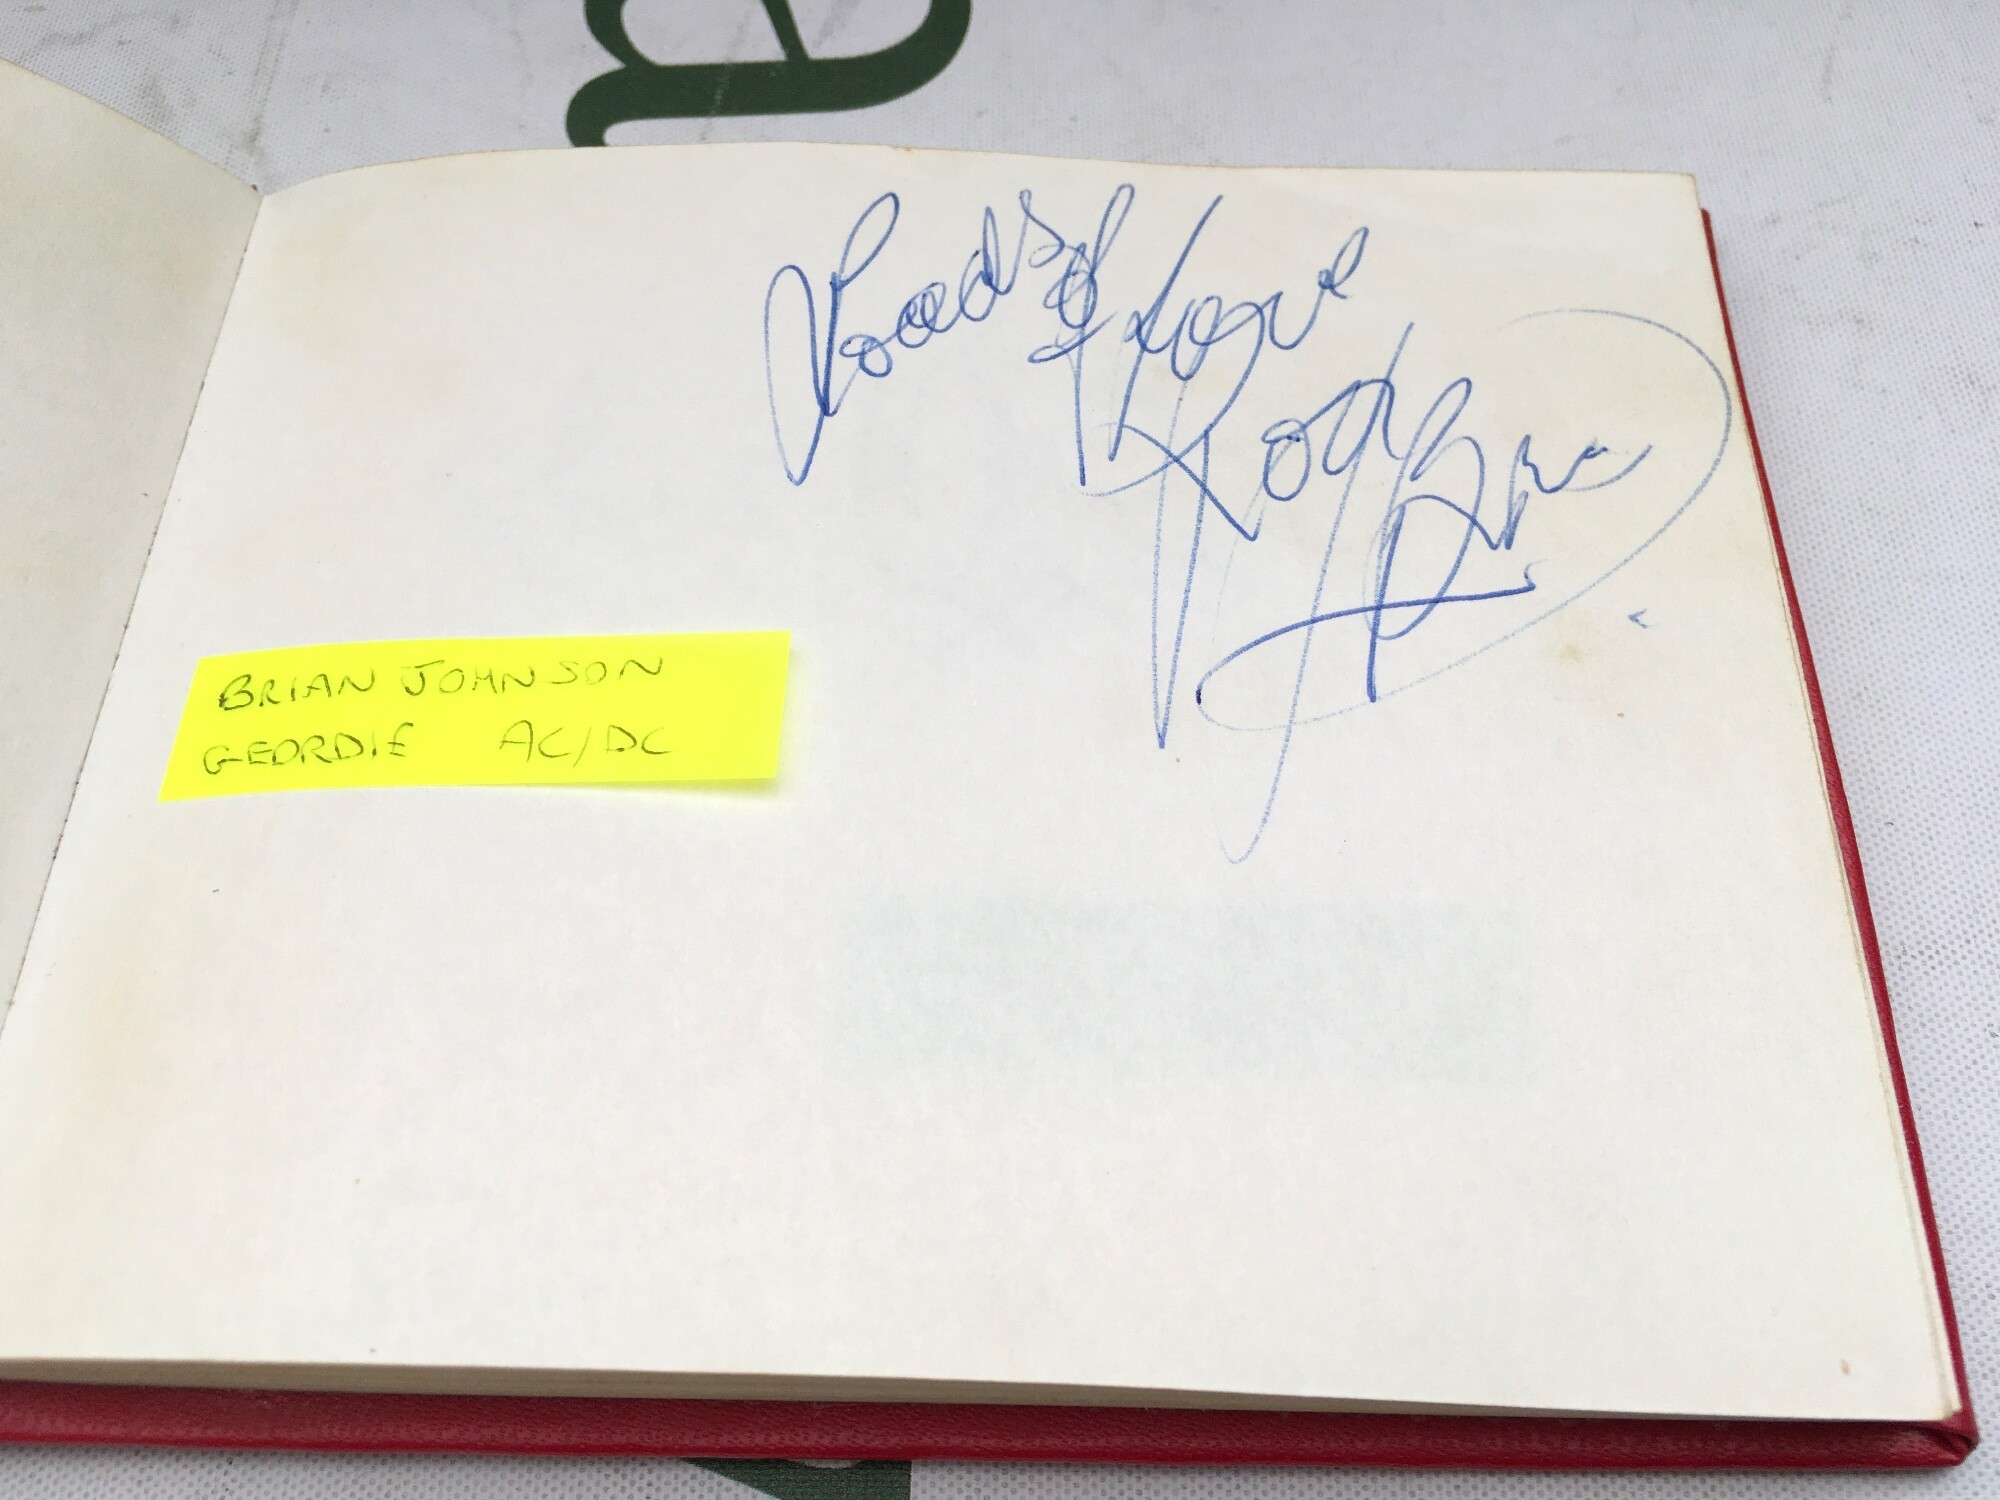 Loads of
Love
BRIAN JOHNSON
GEORDIE AC/DC